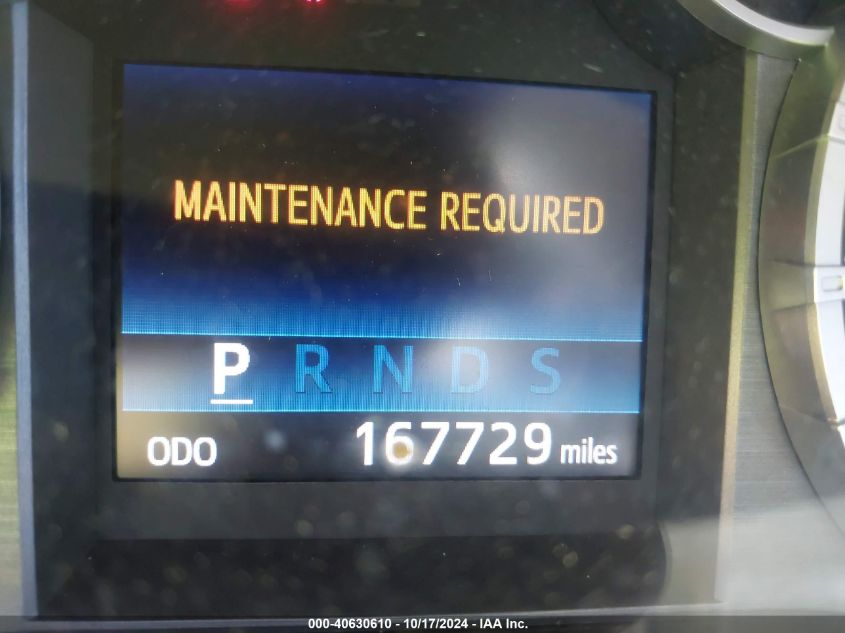 MAINTENANCE REQUIRED
P R N D S
ODO 167729 miles
000-40630610 - 10/17/2024 - IAA Inc.